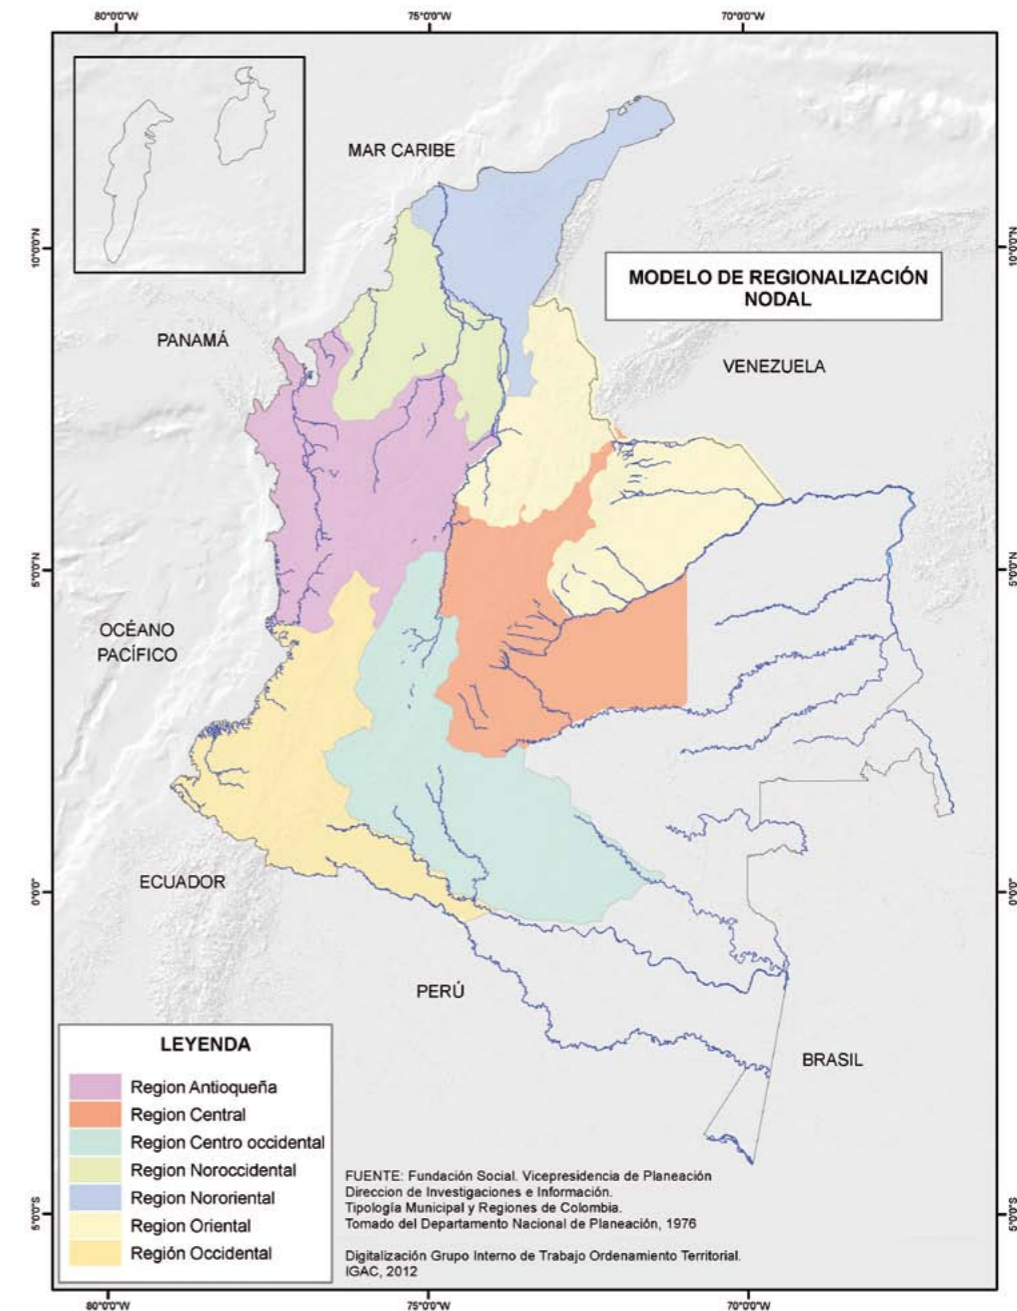 80°0'0"W
75°0'0"W
70°0'0"W
MAR CARIBE
10°0'0"N
10°0'0"N
MODELO DE REGIONALIZACIÓN
NODAL
PANAMÁ
VENEZUELA
5°0'0"N
5°0'0"N
OCÉANO
PACÍFICO
ECUADOR
0°0'0"
0°0'0"
PERÚ
BRASIL
LEYENDA
Region Antioqueña
Region Central
Region Centro occidental
Region Noroccidental
Region Nororiental
Region Oriental
Región Occidental
FUENTE: Fundación Social. Vicepresidencia de Planeación
Direccion de Investigaciones e Información.
Tipología Municipal y Regiones de Colombia.
Tomado del Departamento Nacional de Planeación, 1976
Digitalización Grupo Interno de Trabajo Ordenamiento Territorial.
IGAC, 2012
5°0'0"S
5°0'0"S
80°0'0"W
75°0'0"W
70°0'0"W